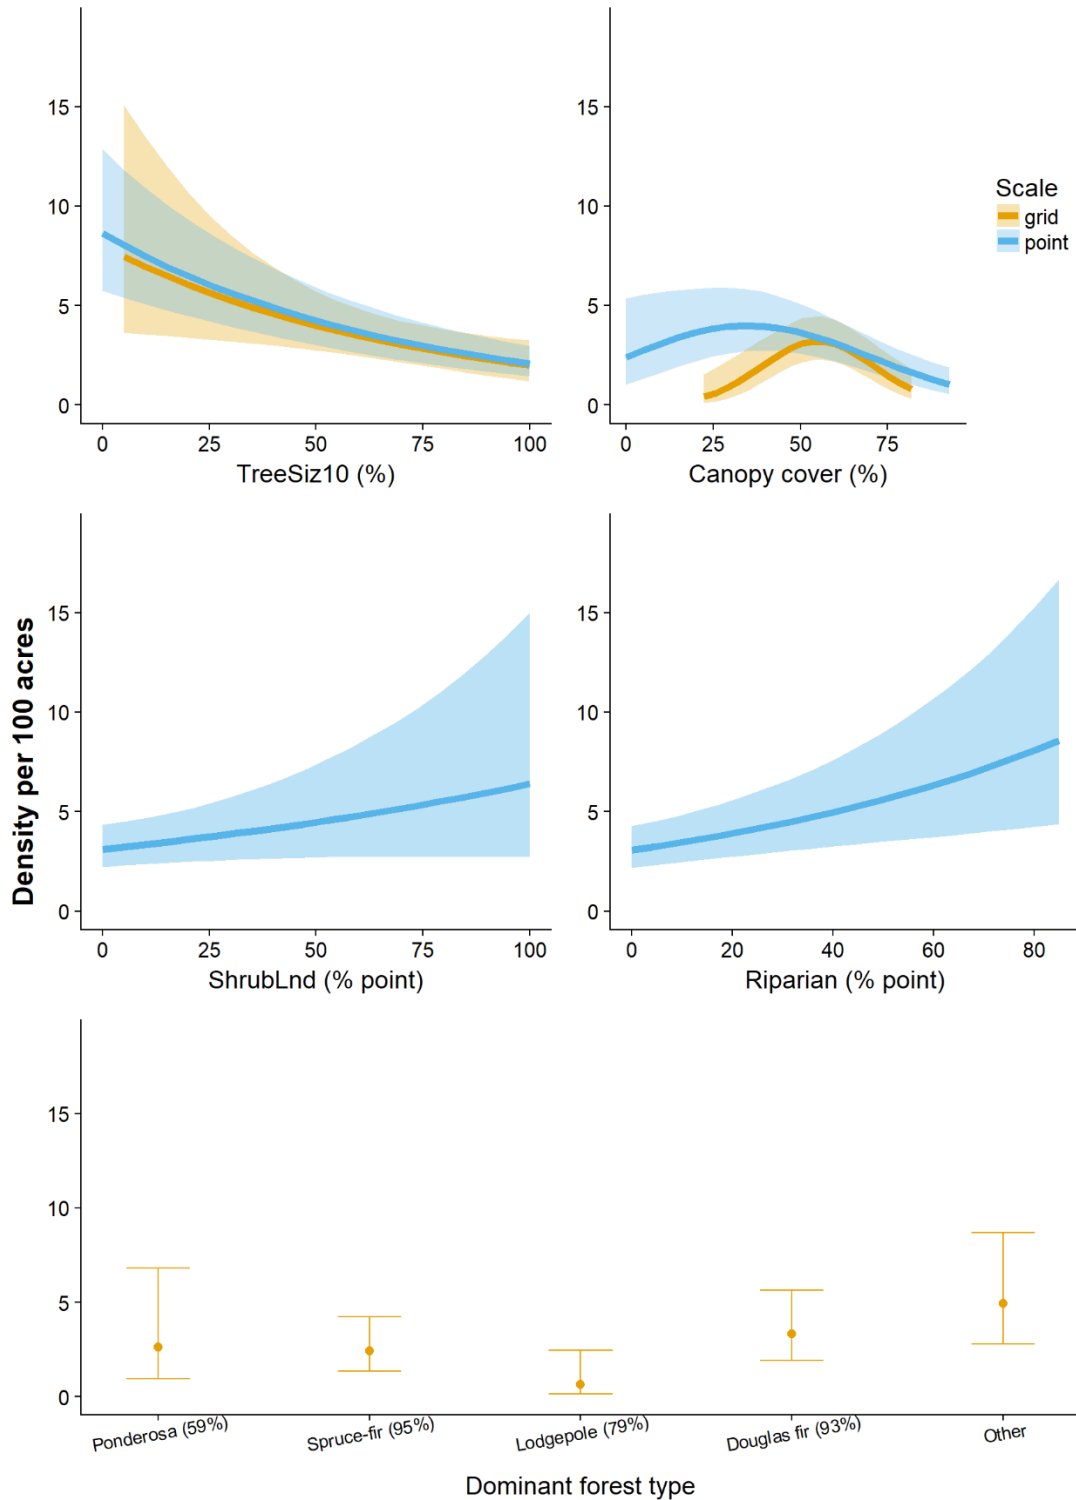 15
10
5
0
0 25 50 75 100
TreeSiz10 (%)
15
10
5
0
0 25 50 75
Canopy cover (%)
Scale
grid
point
Density per 100 acres
15
10
5
0
0 25 50 75 100
ShrubLnd (% point)
15
10
5
0
0 20 40 60 80
Riparian (% point)
15
10
5
0
Ponderosa (59%) Spruce-fir (95%) Lodgepole (79%) Douglas fir (93%) Other
Dominant forest type